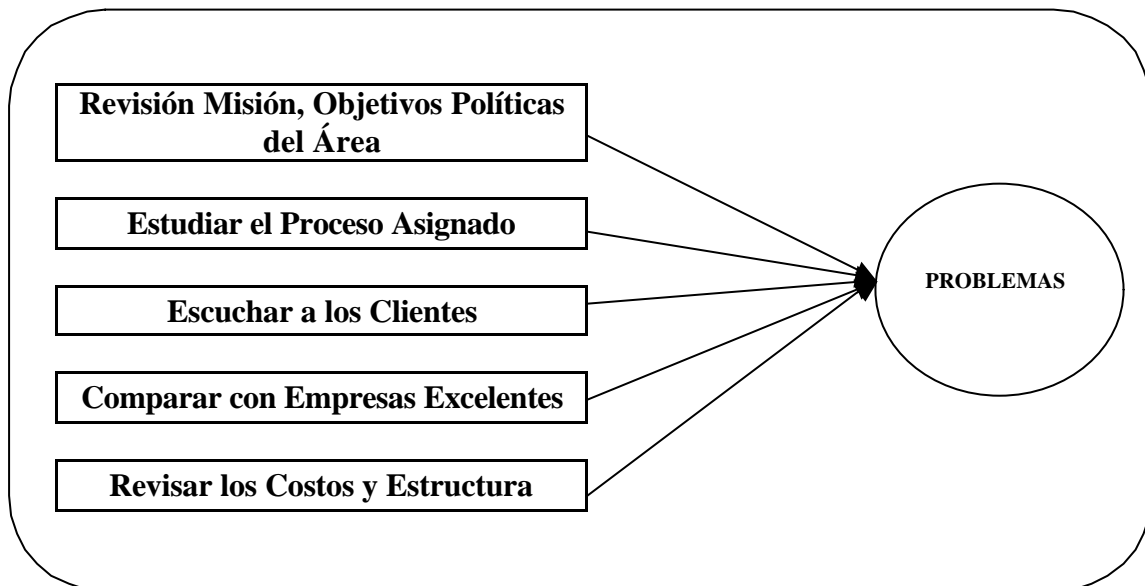 Revisión Misión, Objetivos Políticas
del Área
Estudiar el Proceso Asignado
Escuchar a los Clientes
Comparar con Empresas Excelentes
Revisar los Costos y Estructura
PROBLEMAS